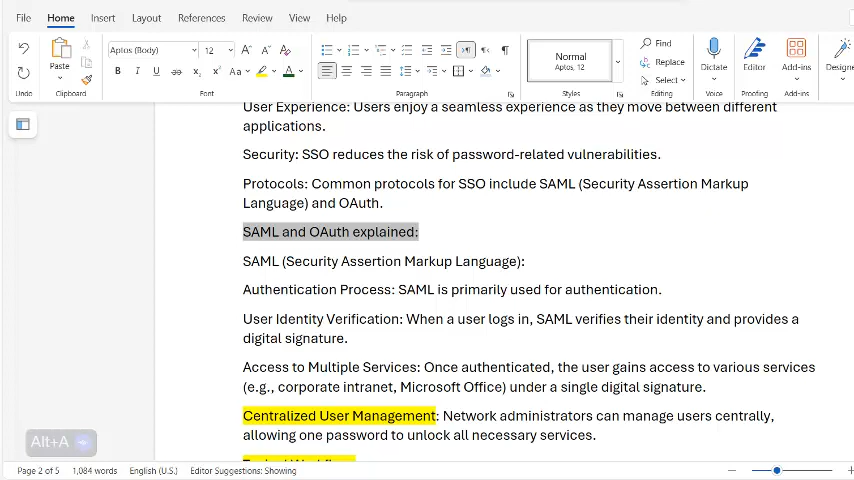 File Home Insert Layout References Review View Help
Aptos (Body) 12
Undo
Paste
Clipboard
B I U ab x₂ x² Aa A
Font
Paragraph
Normal
Aptos, 12
Styles
Find
Replace
Select
Editing
Dictate
Voice
Editor
Proofing
Add-ins
Add-ins
Designe
User Experience: Users enjoy a seamless experience as they move between different
applications.
Security: SSO reduces the risk of password-related vulnerabilities.
Protocols: Common protocols for SSO include SAML (Security Assertion Markup
Language) and OAuth.
SAML and OAuth explained:
SAML (Security Assertion Markup Language):
Authentication Process: SAML is primarily used for authentication.
User Identity Verification: When a user logs in, SAML verifies their identity and provides a
digital signature.
Access to Multiple Services: Once authenticated, the user gains access to various services
(e.g., corporate intranet, Microsoft Office) under a single digital signature.
Centralized User Management: Network administrators can manage users centrally,
allowing one password to unlock all necessary services.
Alt+A
Page 2 of 5 1,084 words English (U.S.) Editor Suggestions: Showing